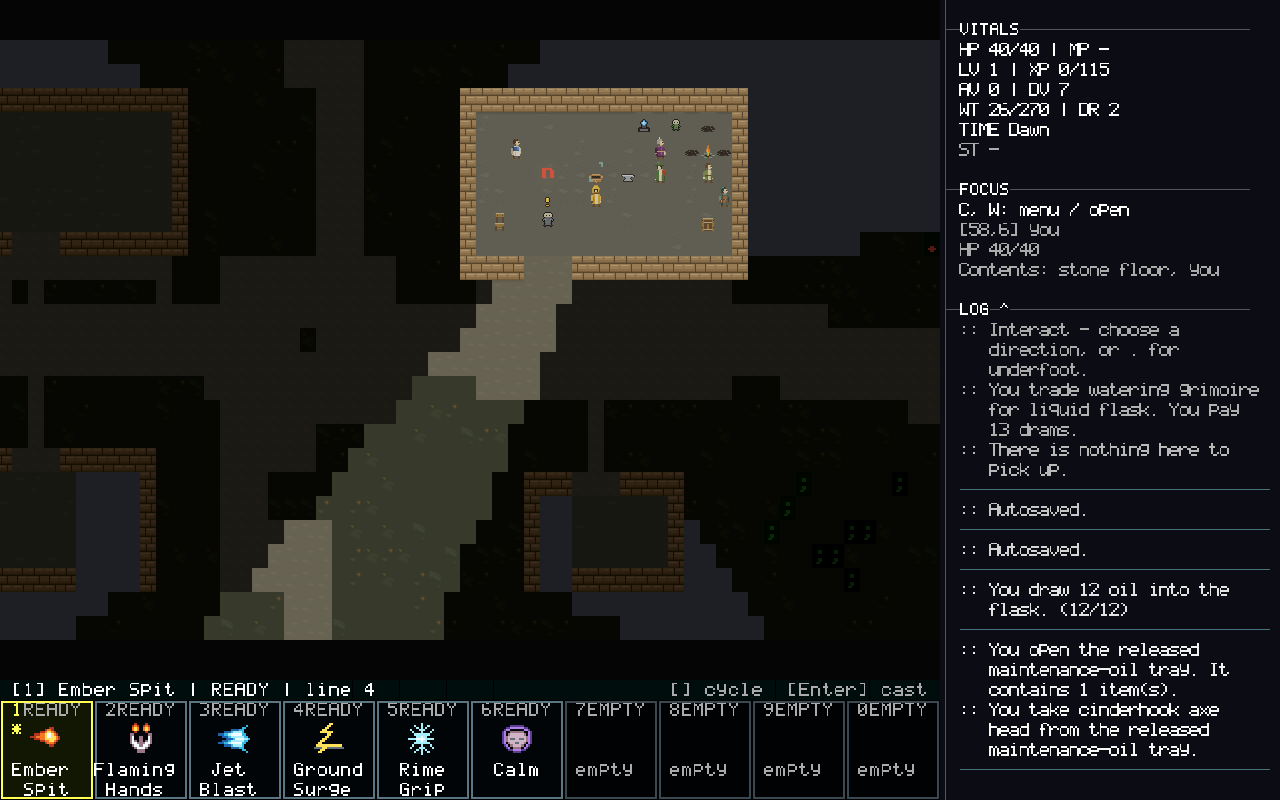 VITALS
HP 40/40 | MP -
LV 1 | XP 0/115
AV 0 | DV 7
WT 26/270 | DR 2
TIME Dawn
ST -
FOCUS
C, W: menu / open
[58,6] you
HP 40/40
Contents: stone floor, you
LOG ^
:: Interact - choose a
direction, or . for
underfoot.
:: You trade watering grimoire
for liquid flask. You pay
13 drams.
:: There is nothing here to
pick up.
:: Autosaved.
:: Autosaved.
:: You draw 12 oil into the
flask. (12/12)
:: You open the released
maintenance-oil tray. It
contains 1 item(s).
:: You take cinderhook axe
head from the released
maintenance-oil tray.
[1] Ember Spit | READY | line 4
[] cycle [Enter] cast
1READY 2READY 3READY 4READY 5READY 6READY 7EMPTY 8EMPTY 9EMPTY 0EMPTY
*
Ember Flaming Jet Ground Rime Calm empty empty empty empty
Spit Hands Blast Surge Grip
n